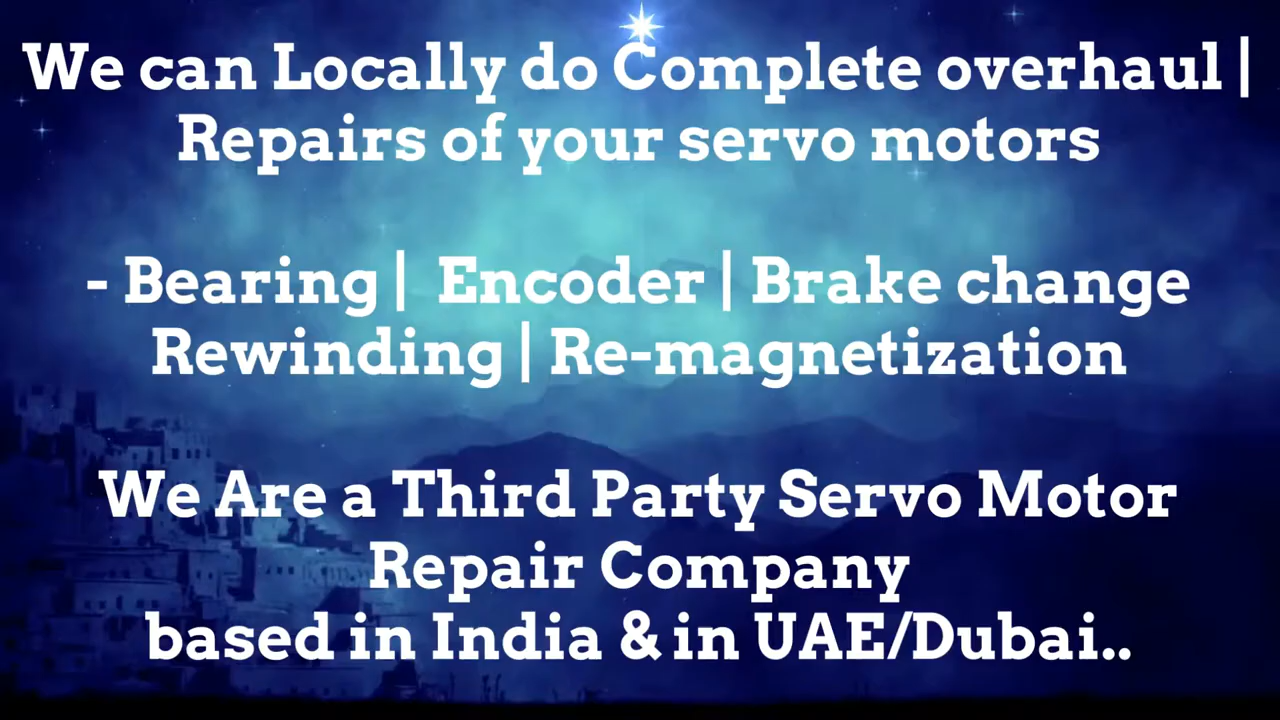 We can Locally do Complete overhaul |
Repairs of your servo motors
- Bearing | Encoder | Brake change
Rewinding | Re-magnetization
We Are a Third Party Servo Motor
Repair Company
based in India & in UAE/Dubai..